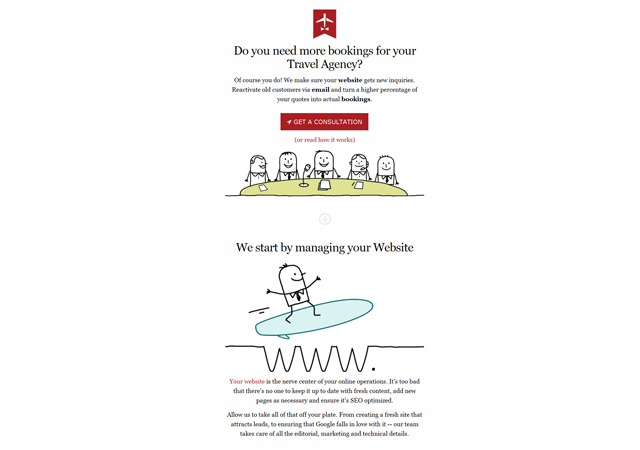 Do you need more bookings for your
Travel Agency?
Of course you do! We make sure your website gets new inquiries.
Reactivate old customers via email and turn a higher percentage of
your quotes into actual bookings.
GET A CONSULTATION
(or read how it works)
We start by managing your Website
WWW.
Your website is the nerve center of your online operations. It's too bad
that there's no one to keep it up to date with fresh content, add new
pages as necessary and ensure it's SEO optimized.
Allow us to take all of that off your plate. From creating a fresh site that
attracts leads, to ensuring that Google falls in love with it -- our team
takes care of all the editorial, marketing and technical details.